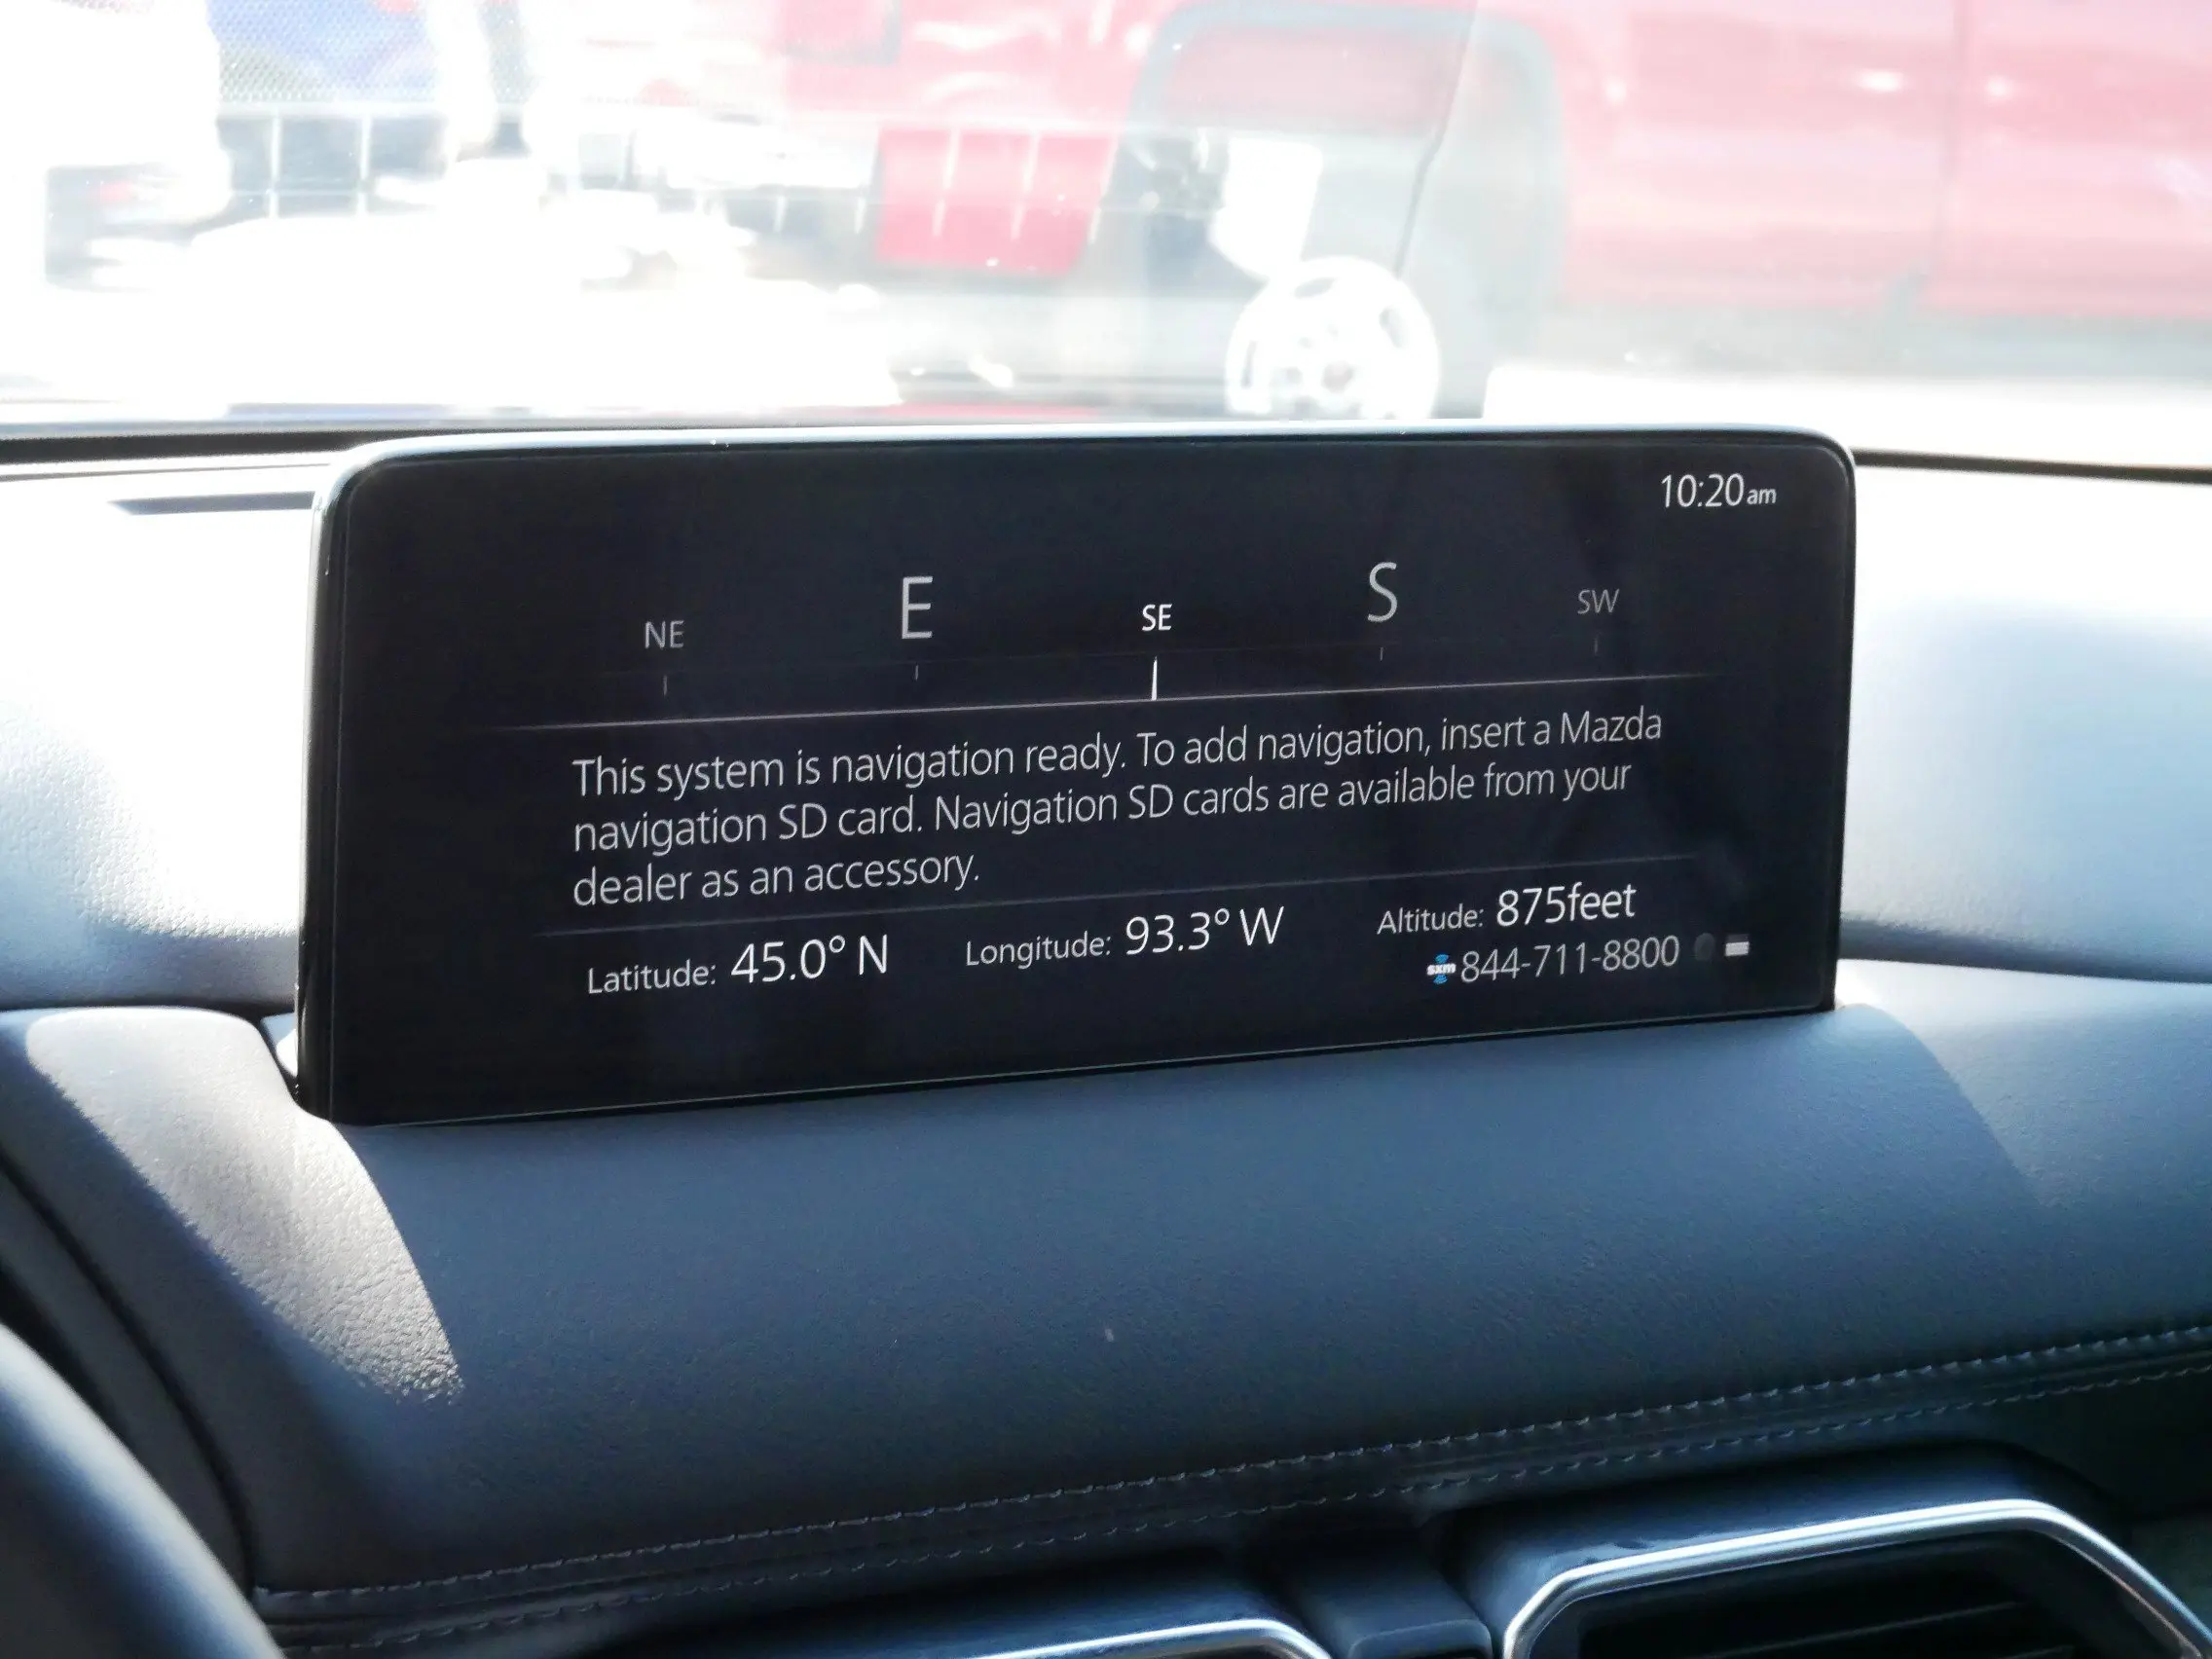 10:20am
NE E SE S SW
This system is navigation ready. To add navigation, insert a Mazda
navigation SD card. Navigation SD cards are available from your
dealer as an accessory.
Latitude: 45.0° N Longitude: 93.3° W Altitude: 875feet
sxm 844-711-8800